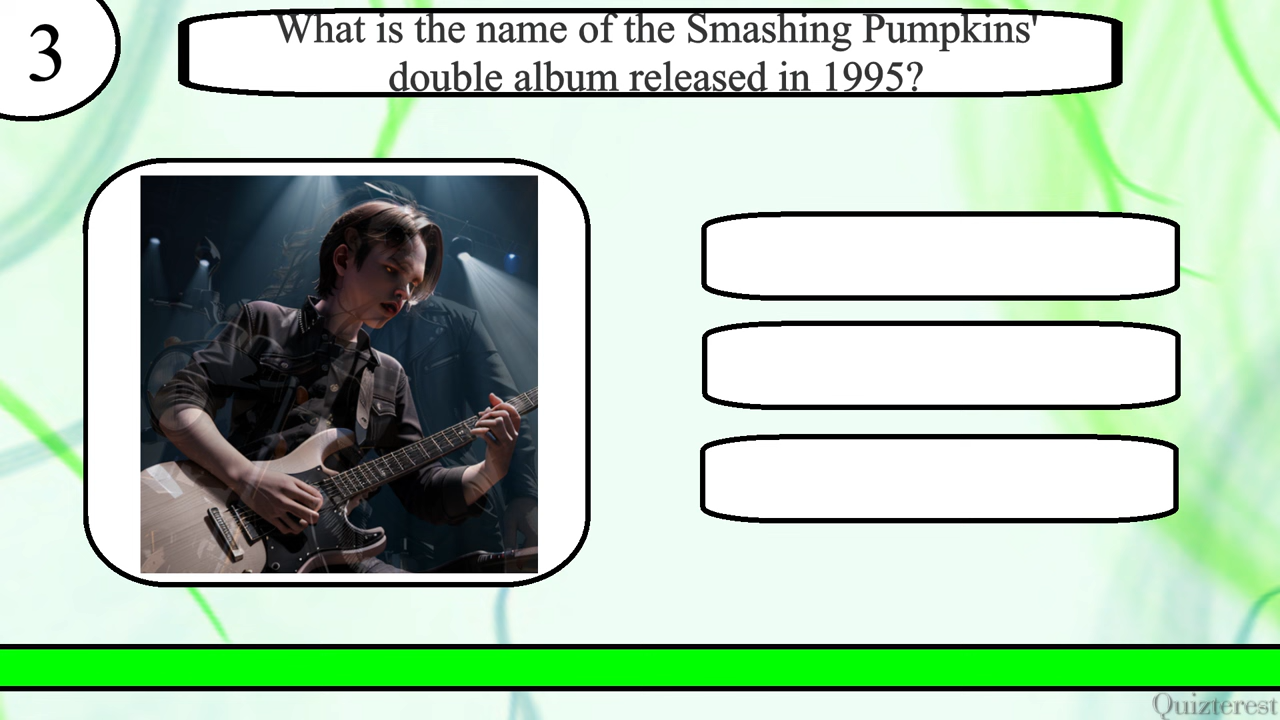 3
What is the name of the Smashing Pumpkins'
double album released in 1995?
Quizterest